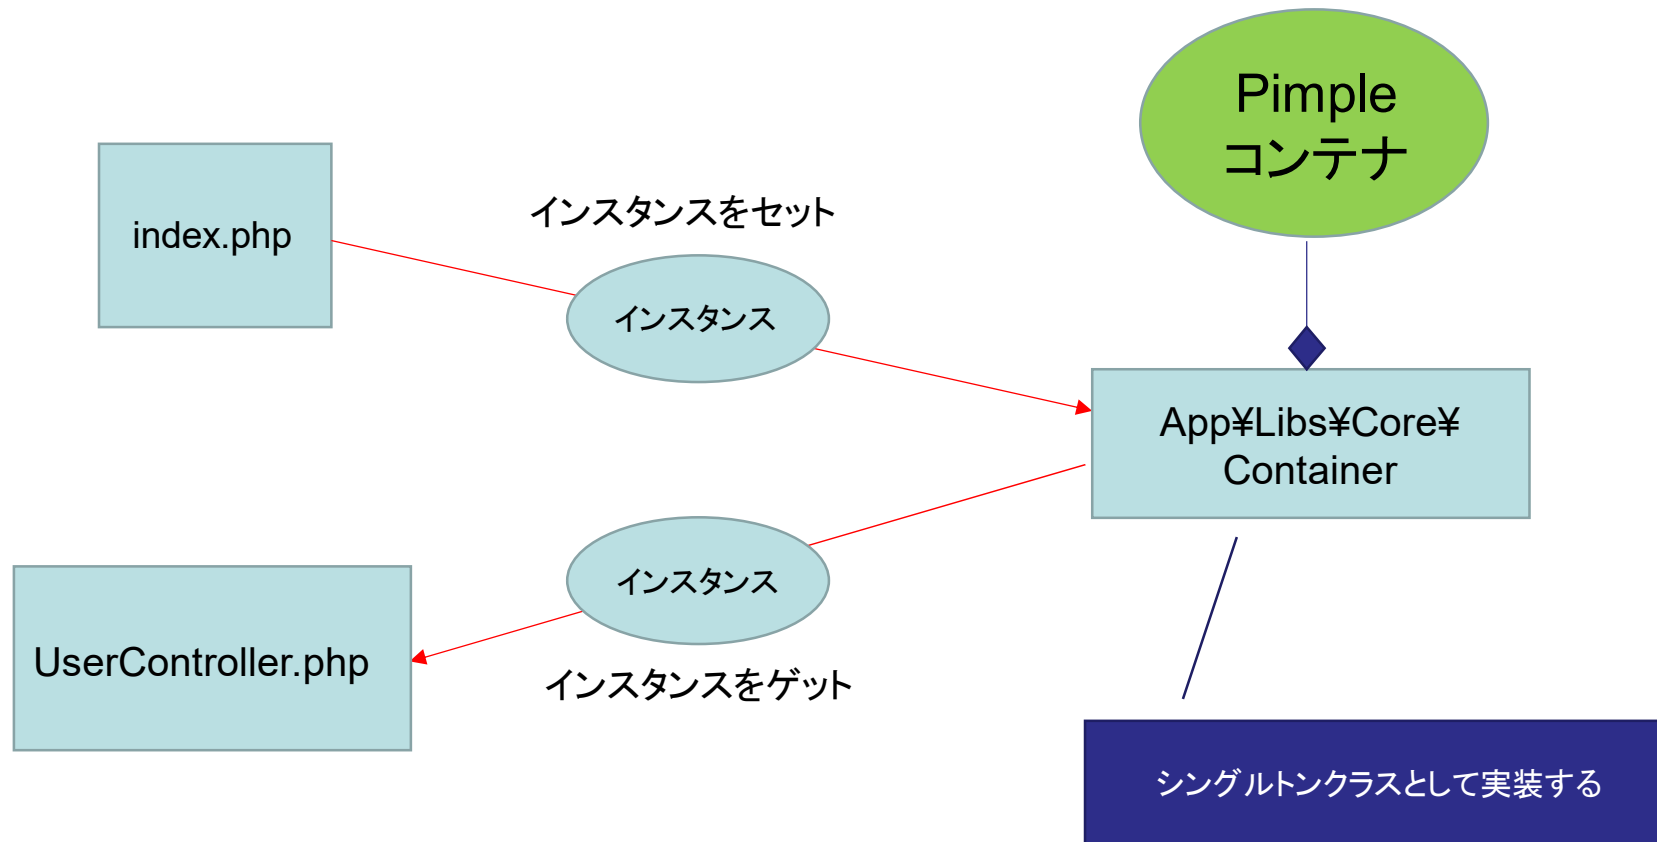 Pimple
コンテナ
index.php
インスタンスをセット
インスタンス
App¥Libs¥Core¥
Container
インスタンス
UserController.php
インスタンスをゲット
シングルトンクラスとして実装する